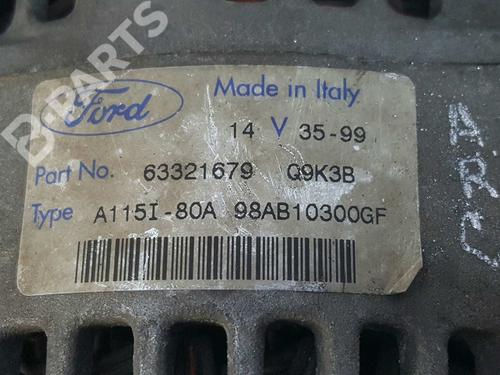 B-PARTS
Ford
Made in Italy
14 V 35-99
Part No. 63321679 Q9K3B
Type A115I-80A 98AB10300GF